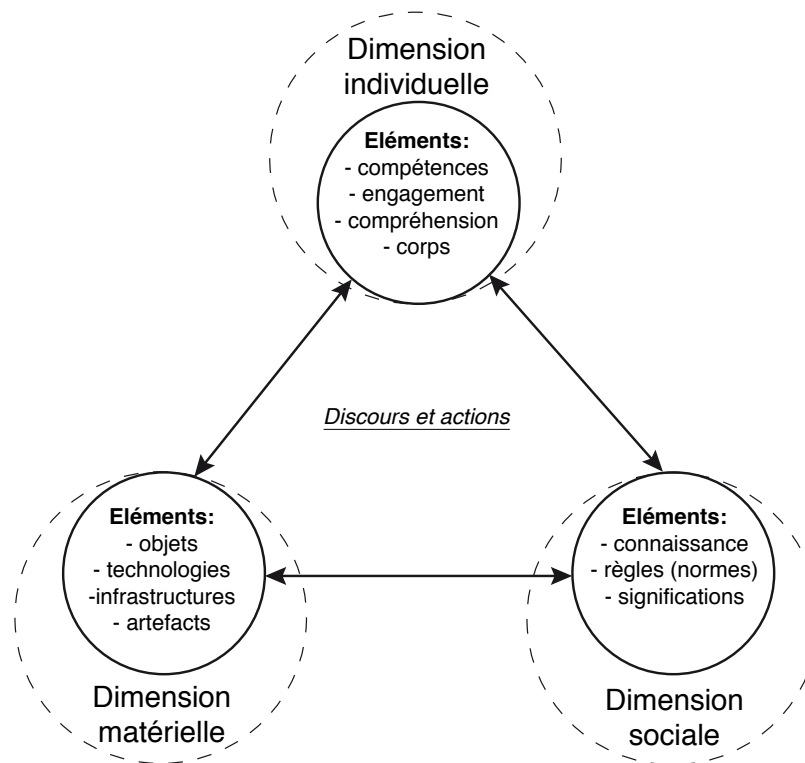 Dimension
individuelle
Eléments:
- compétences
- engagement
- compréhension
- corps
Discours et actions
Eléments:
- objets
- technologies
-infrastructures
- artefacts
Dimension
matérielle
Eléments:
- connaissance
- règles (normes)
- significations
Dimension
sociale